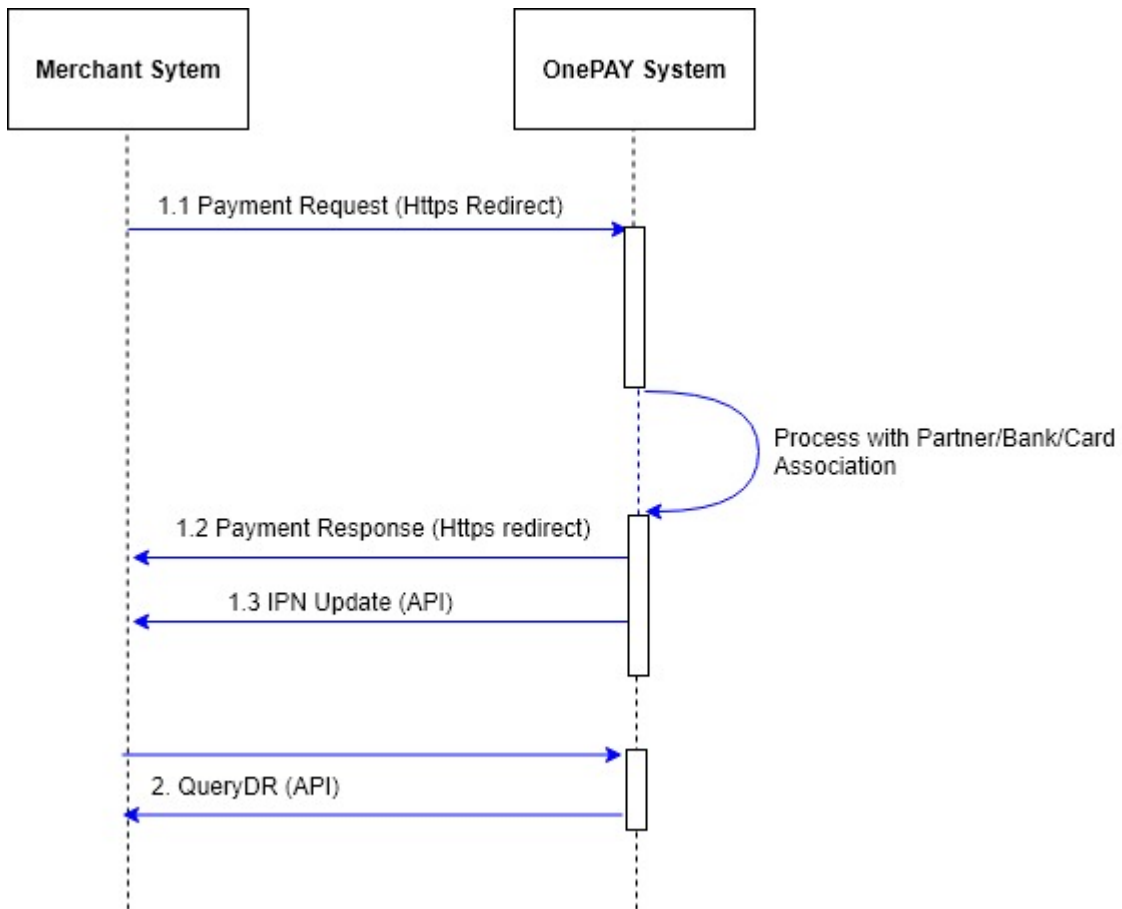 Merchant Sytem
OnePAY System
1.1 Payment Request (Https Redirect)
Process with Partner/Bank/Card
Association
1.2 Payment Response (Https redirect)
1.3 IPN Update (API)
2. QueryDR (API)